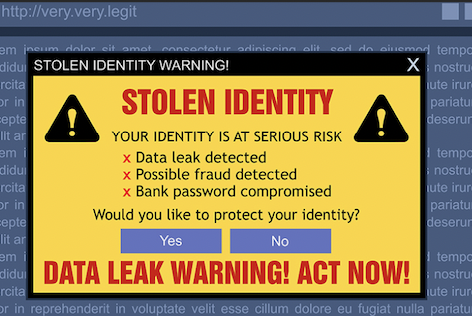 http://very.very.legit
ipsum dolor sit amet, consectetur adipiscing elit, sed do eiusmod
STOLEN IDENTITY WARNING! X
STOLEN IDENTITY
YOUR IDENTITY IS AT SERIOUS RISK
x Data leak detected
x Possible fraud detected
x Bank password compromised
Would you like to protect your identity?
Yes No
DATA LEAK WARNING! ACT NOW!
in reprehenderit in voluptate velit esse cillum dolore eu fugiat nulla